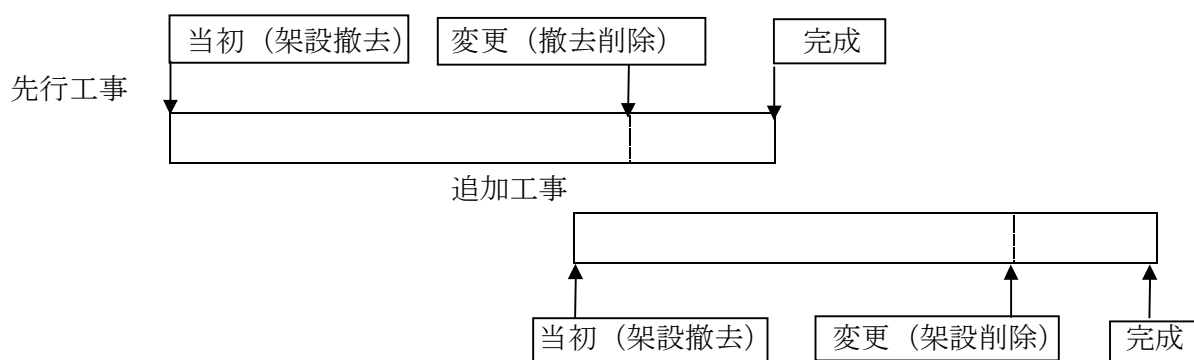 当初（架設撤去）
変更（撤去削除）
完成
先行工事
追加工事
当初（架設撤去）
変更（架設削除）
完成